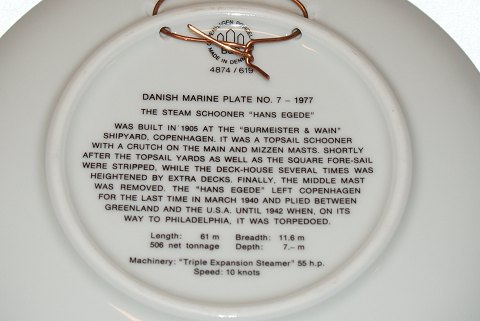 MADE IN DENMARK
4874 / 619
DANISH MARINE PLATE NO. 7 – 1977
THE STEAM SCHOONER "HANS EGEDE"
WAS BUILT IN 1905 AT THE "BURMEISTER & WAIN"
SHIPYARD, COPENHAGEN. IT WAS A TOPSAIL SCHOONER
WITH A CRUTCH ON THE MAIN AND MIZZEN MASTS. SHORTLY
AFTER THE TOPSAIL YARDS AS WELL AS THE SQUARE FORE-SAIL
WERE STRIPPED, WHILE THE DECK-HOUSE SEVERAL TIMES WAS
HEIGHTENED BY EXTRA DECKS. FINALLY, THE MIDDLE MAST
WAS REMOVED. THE "HANS EGEDE" LEFT COPENHAGEN
FOR THE LAST TIME IN MARCH 1940 AND PLIED BETWEEN
GREENLAND AND THE U.S.A. UNTIL 1942 WHEN, ON ITS
WAY TO PHILADELPHIA, IT WAS TORPEDOED.
Length: 61 m Breadth: 11.6 m
506 net tonnage Depth: 7.– m
Machinery: "Triple Expansion Steamer" 55 h.p.
Speed: 10 knots